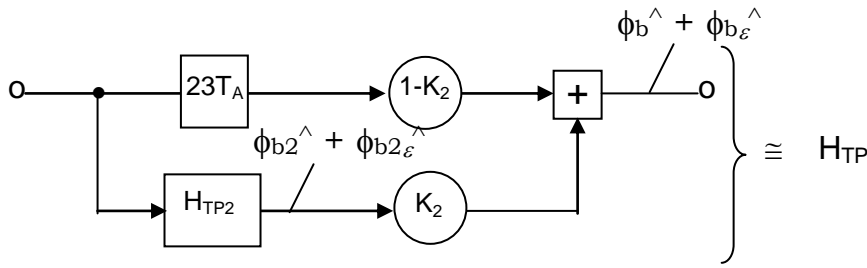 ϕb^ + ϕbε^
o 23TA 1-K2 + o
ϕb2^ + ϕb2ε^
≅ HTP
HTP2 K2